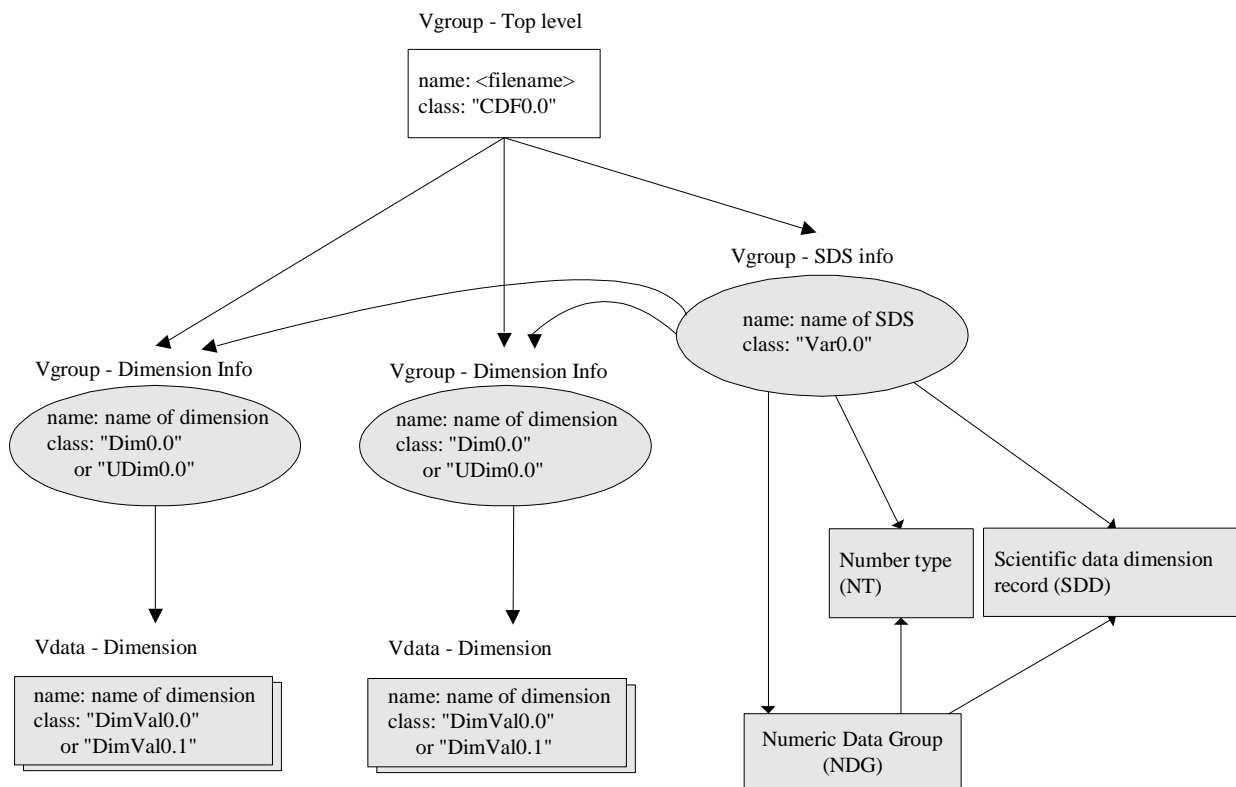 Vgroup - Top level
name: <filename>
class: "CDF0.0"
Vgroup - SDS info
name: name of SDS
class: "Var0.0"
Vgroup - Dimension Info
name: name of dimension
class: "Dim0.0"
or "UDim0.0"
Vgroup - Dimension Info
name: name of dimension
class: "Dim0.0"
or "UDim0.0"
Number type
(NT)
Scientific data dimension
record (SDD)
Vdata - Dimension
name: name of dimension
class: "DimVal0.0"
or "DimVal0.1"
Vdata - Dimension
name: name of dimension
class: "DimVal0.0"
or "DimVal0.1"
Numeric Data Group
(NDG)